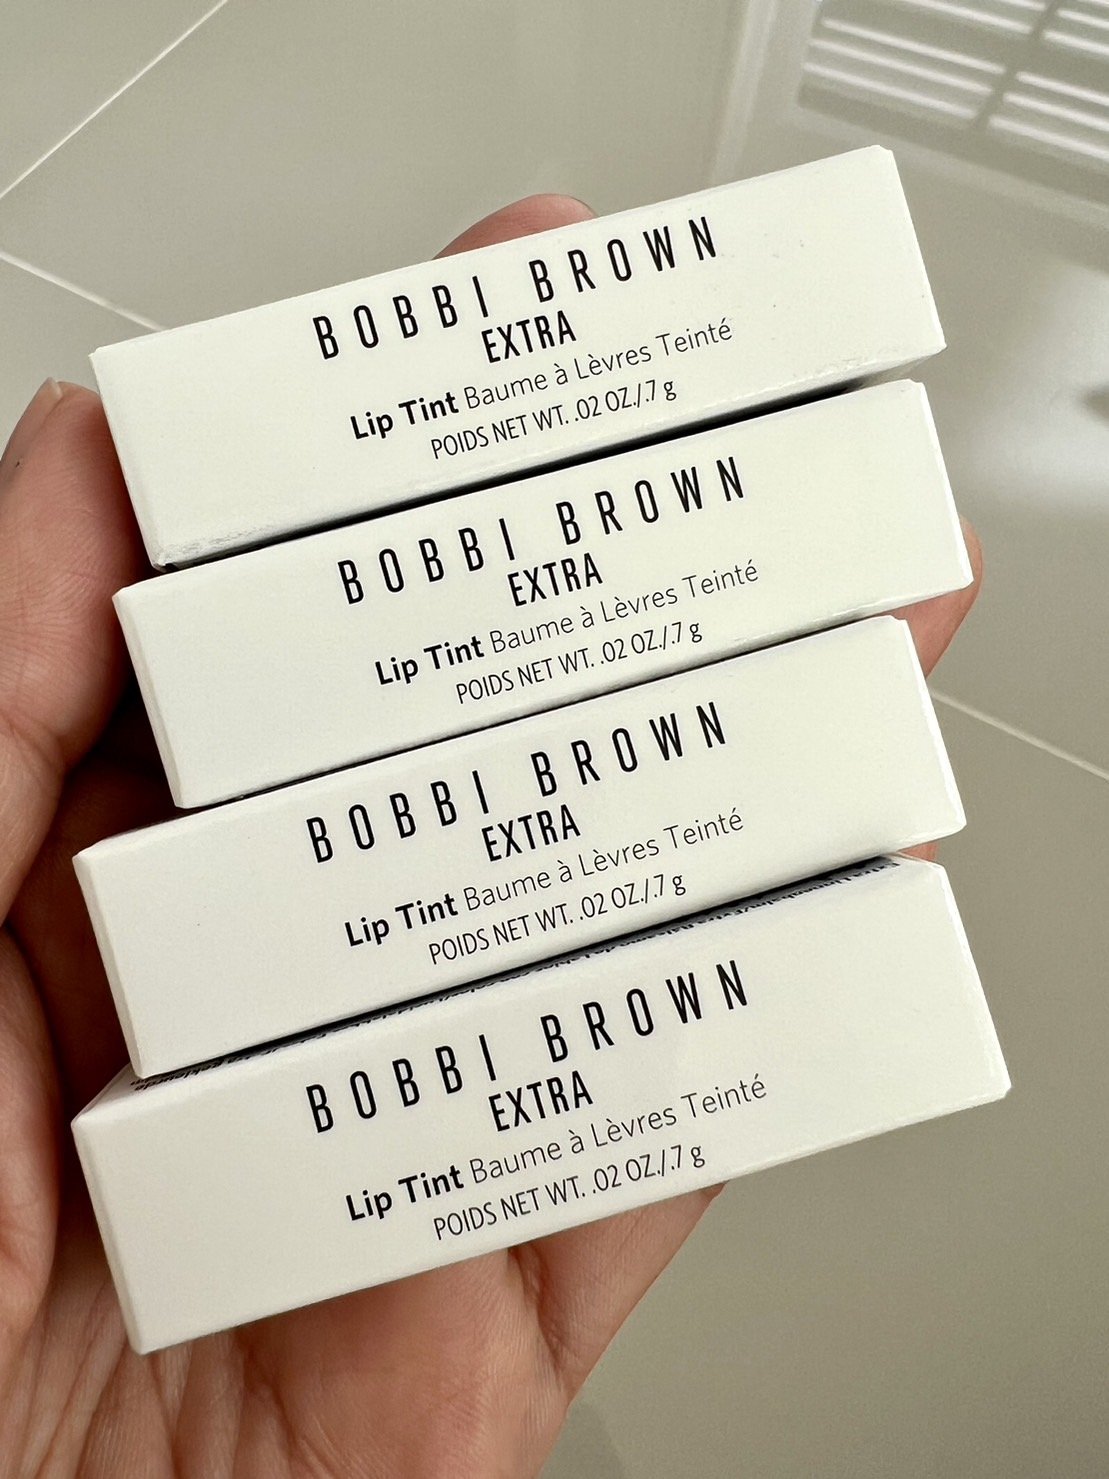 BOBBI BROWN
EXTRA
Lip Tint Baume à Lèvres Teinté
POIDS NET WT. .02 OZ./.7 g
BOBBI BROWN
EXTRA
Lip Tint Baume à Lèvres Teinté
POIDS NET WT. .02 OZ./.7 g
BOBBI BROWN
EXTRA
Lip Tint Baume à Lèvres Teinté
POIDS NET WT. .02 OZ./.7 g
BOBBI BROWN
EXTRA
Lip Tint Baume à Lèvres Teinté
POIDS NET WT. .02 OZ./.7 g